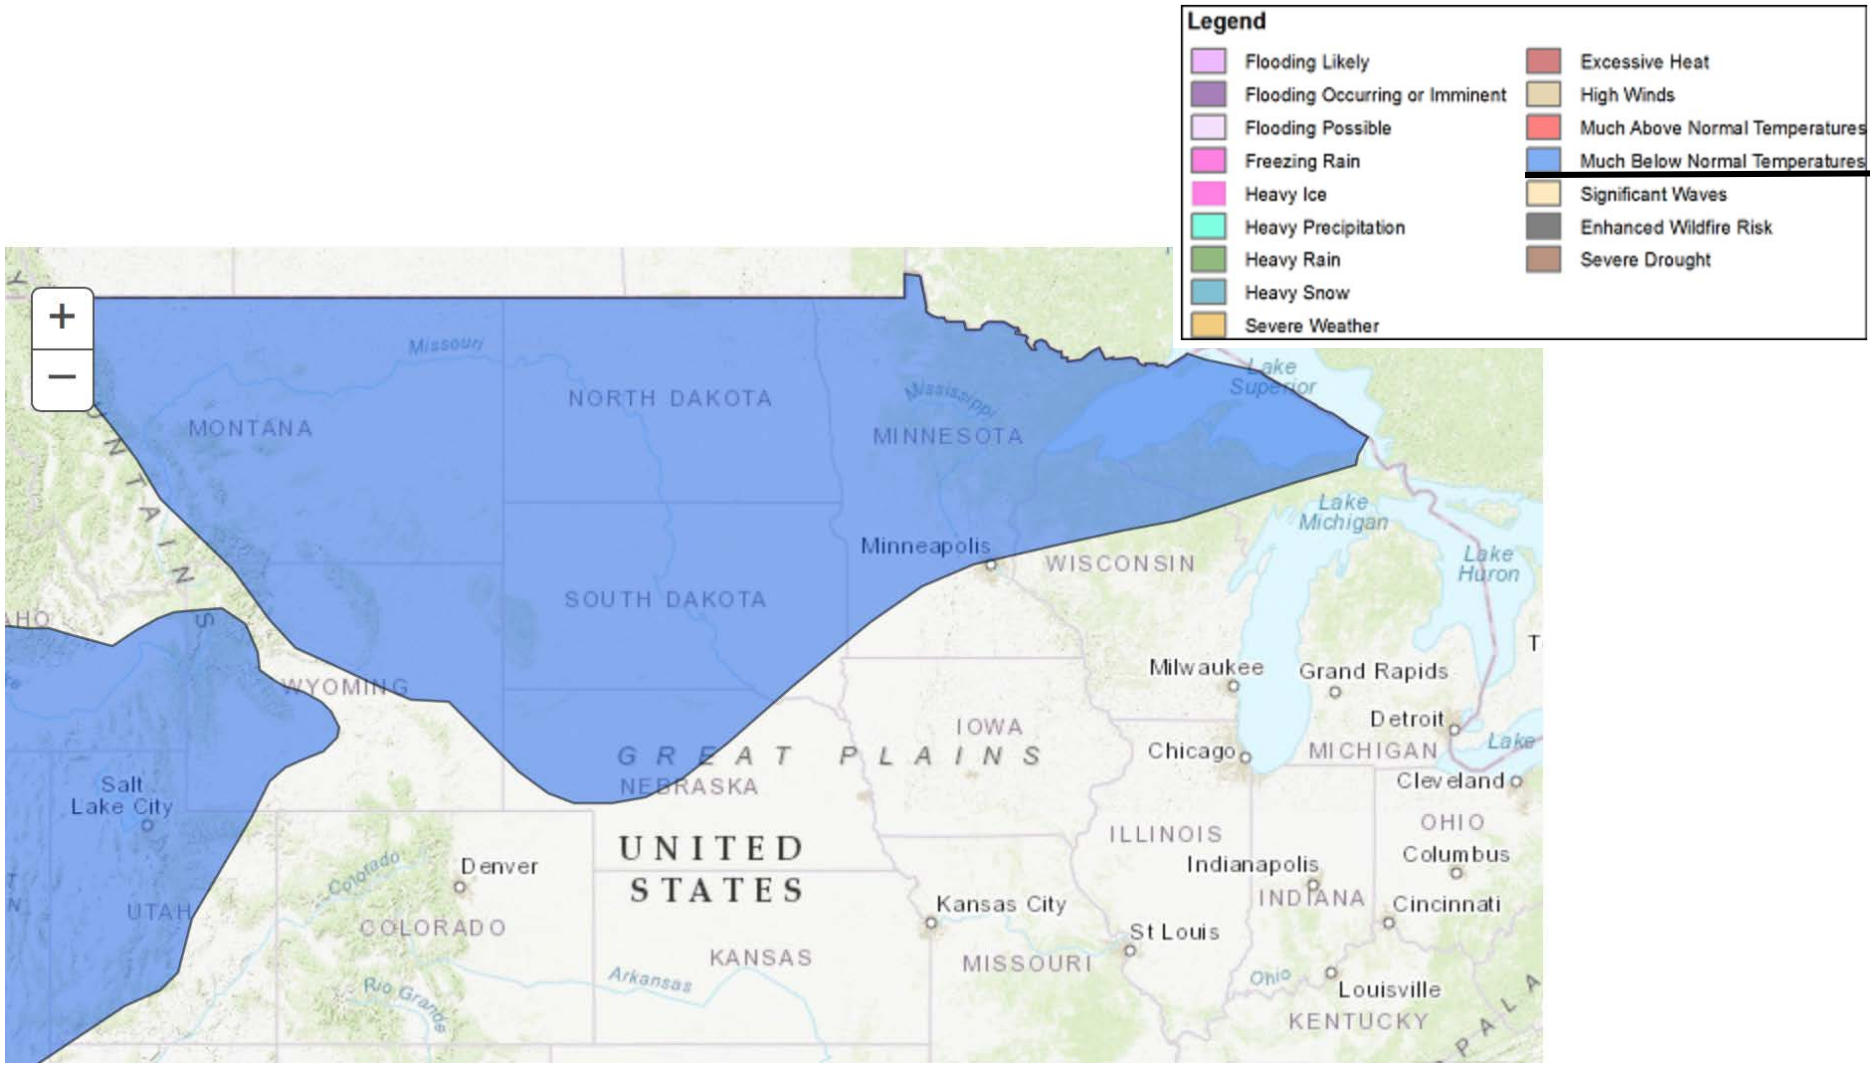 Legend
Flooding Likely
Flooding Occurring or Imminent
Flooding Possible
Freezing Rain
Heavy Ice
Heavy Precipitation
Heavy Rain
Heavy Snow
Severe Weather
Excessive Heat
High Winds
Much Above Normal Temperatures
Much Below Normal Temperatures
Significant Waves
Enhanced Wildfire Risk
Severe Drought
+
−
Missouri
MONTANA
NORTH DAKOTA
Mississippi
MINNESOTA
Lake
Superior
UNTAINS
Lake
Michigan
Minneapolis
WISCONSIN
Lake
Huron
AHO
SOUTH DAKOTA
T
Milwaukee
Grand Rapids
WYOMING
Detroit
IOWA
Lake
GREAT PLAINS
Chicago
MICHIGAN
NEBRASKA
Cleveland
Salt
Lake City
UNITED
STATES
ILLINOIS
OHIO
Columbus
Denver
Colorado
Indianapolis
INDIANA
Cincinnati
Kansas City
UTAH
COLORADO
St Louis
KANSAS
MISSOURI
Arkansas
Rio Grande
Ohio
Louisville
KENTUCKY
PPALA